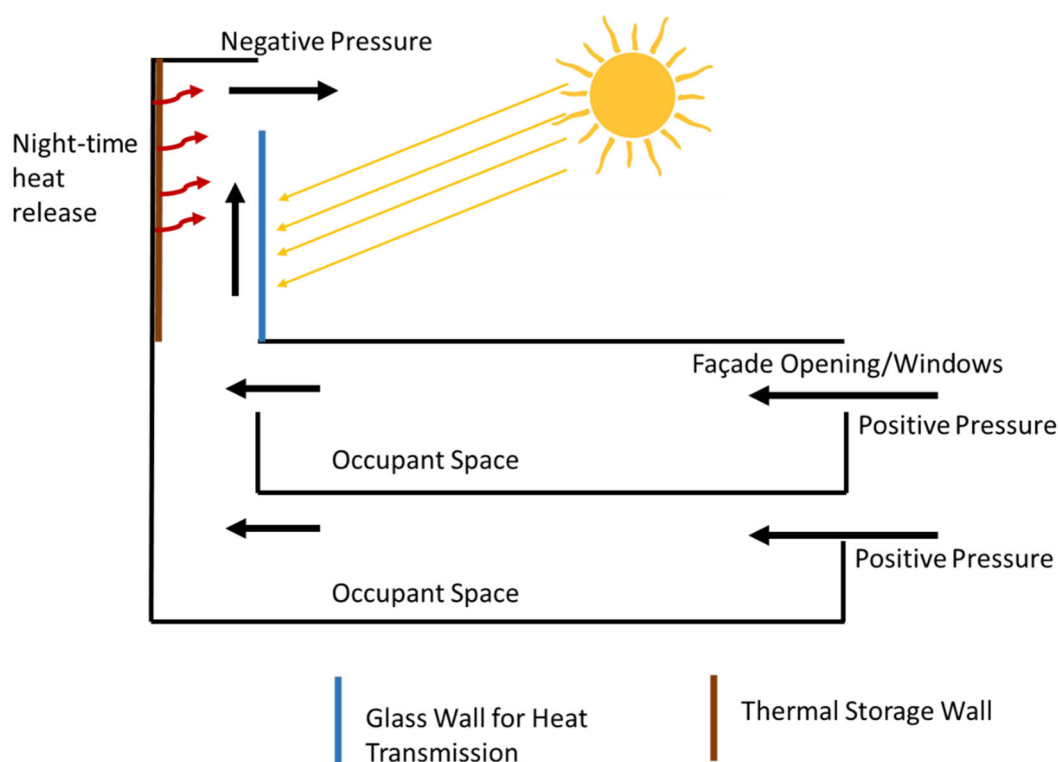 Negative Pressure
Night-time
heat
release
Façade Opening/Windows
Positive Pressure
Occupant Space
Positive Pressure
Occupant Space
Glass Wall for Heat
Transmission
Thermal Storage Wall